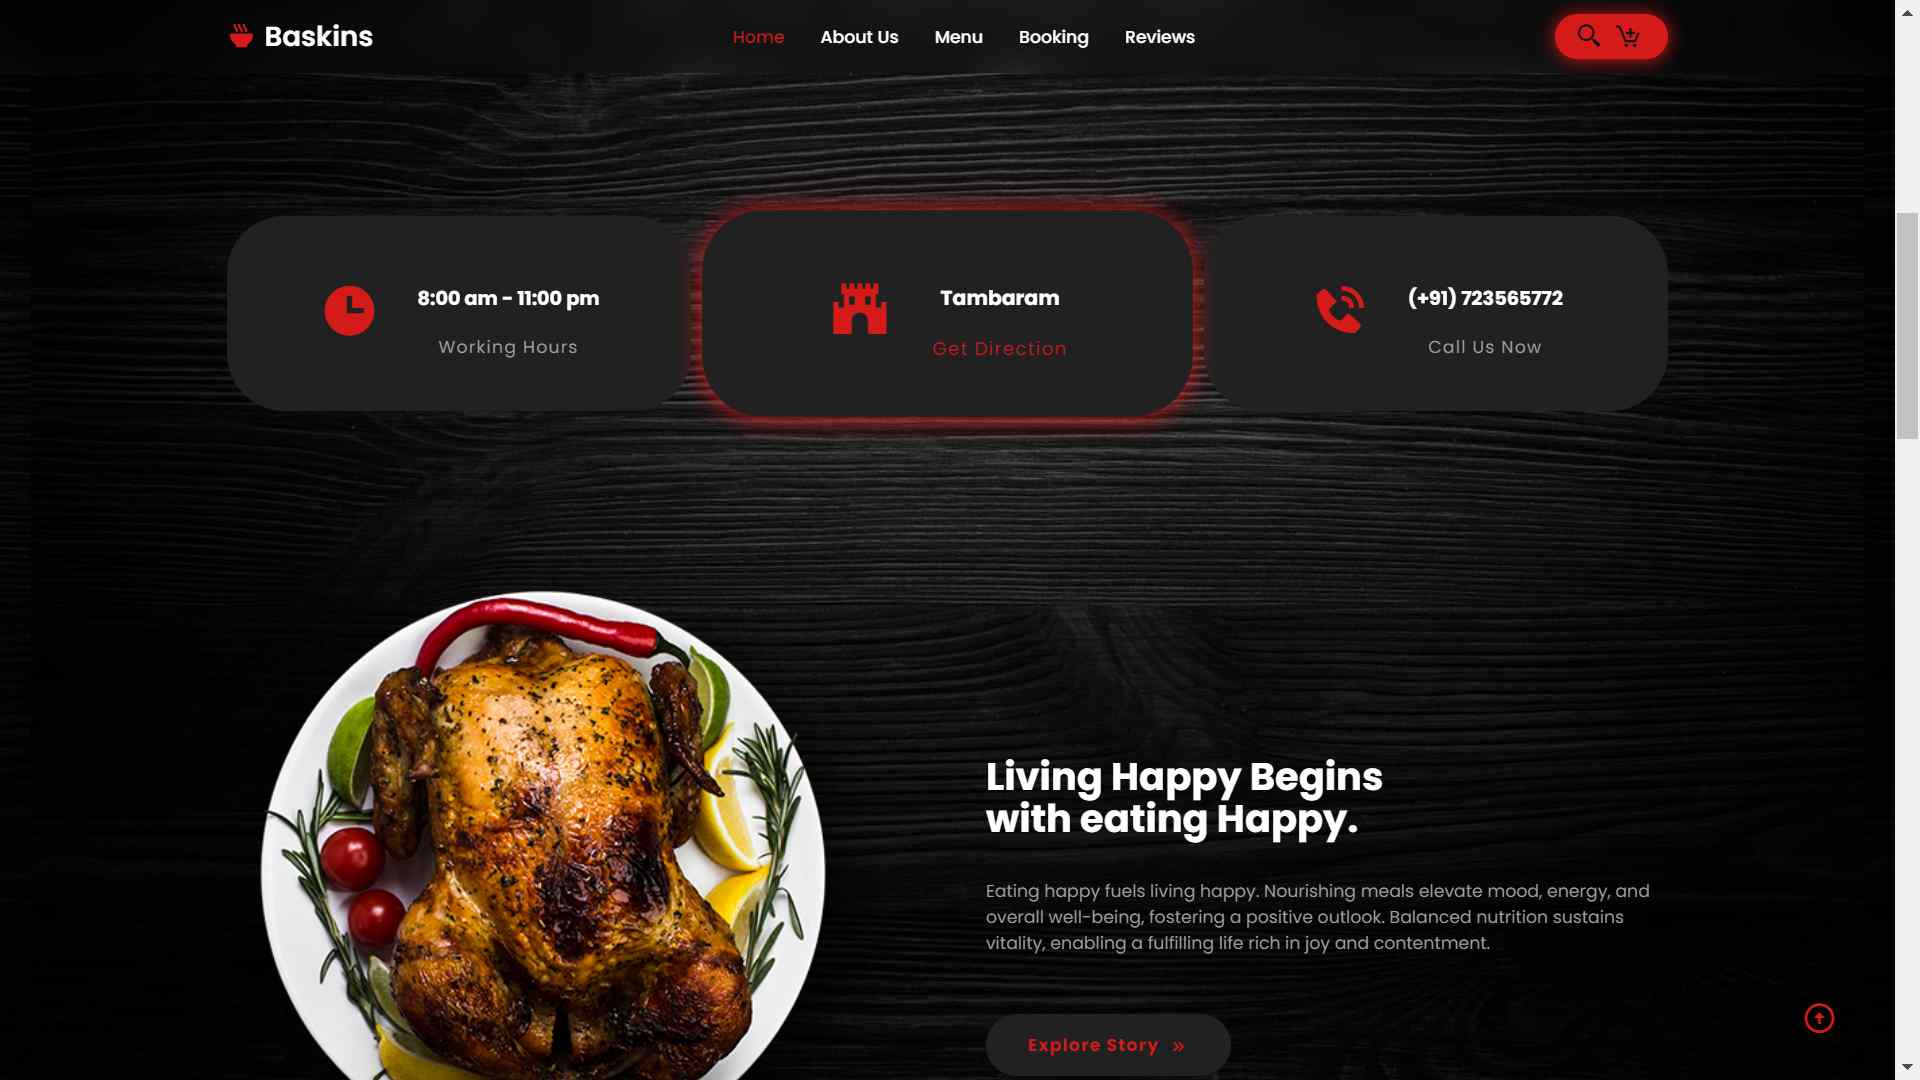 Baskins
Home
About Us
Menu
Booking
Reviews
8:00 am - 11:00 pm
Working Hours
Tambaram
Get Direction
(+91) 723565772
Call Us Now
Living Happy Begins
with eating Happy.
Eating happy fuels living happy. Nourishing meals elevate mood, energy, and
overall well-being, fostering a positive outlook. Balanced nutrition sustains
vitality, enabling a fulfilling life rich in joy and contentment.
Explore Story »